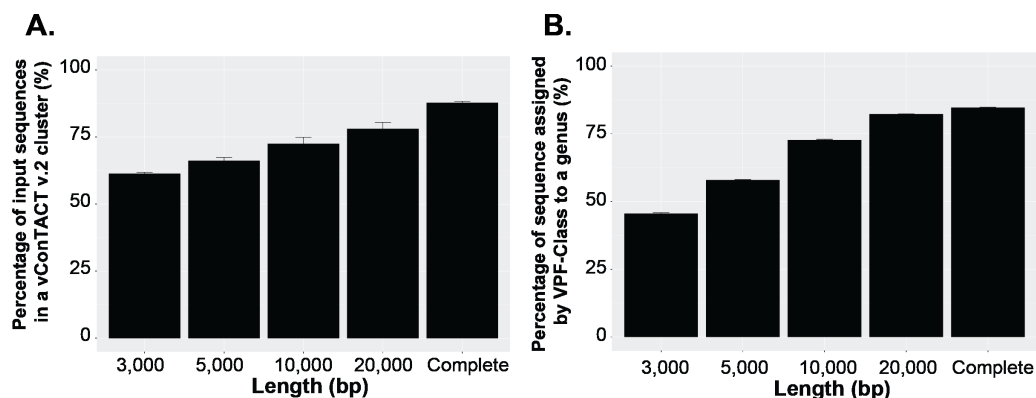 A.
Percentage of input sequences
in a vConTACT v.2 cluster (%)
100
75
50
25
0
3,000 5,000 10,000 20,000 Complete
Length (bp)
B.
Percentage of sequence assigned
by VPF-Class to a genus (%)
100
75
50
25
0
3,000 5,000 10,000 20,000 Complete
Length (bp)